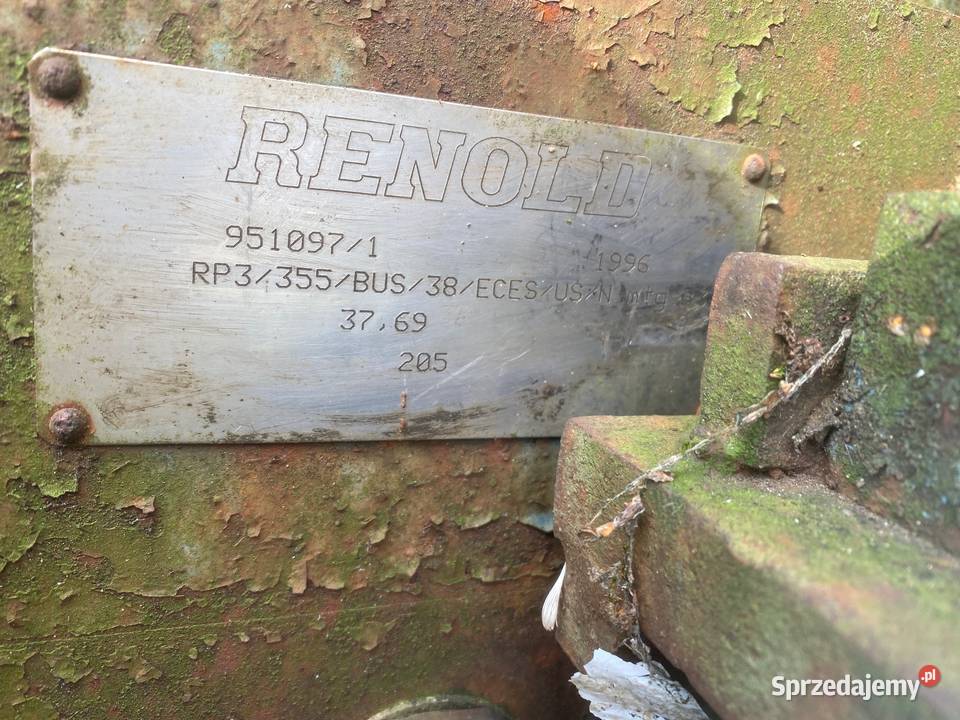 RENOLD
951097/1 1996
RP3/355/BUS/38/ECES/US/N
37,69
205
Sprzedajemy.pl